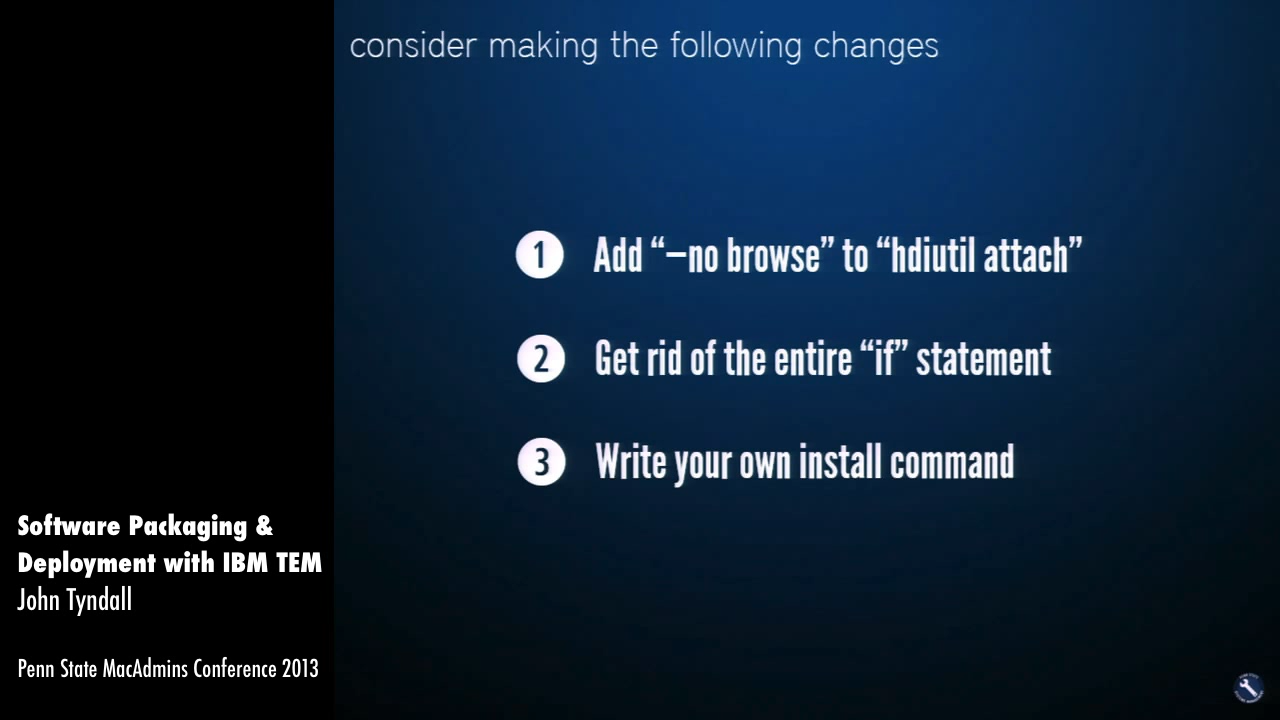 consider making the following changes
1 Add “—no browse” to “hdiutil attach”
2 Get rid of the entire “if” statement
3 Write your own install command
Software Packaging &
Deployment with IBM TEM
John Tyndall
Penn State MacAdmins Conference 2013